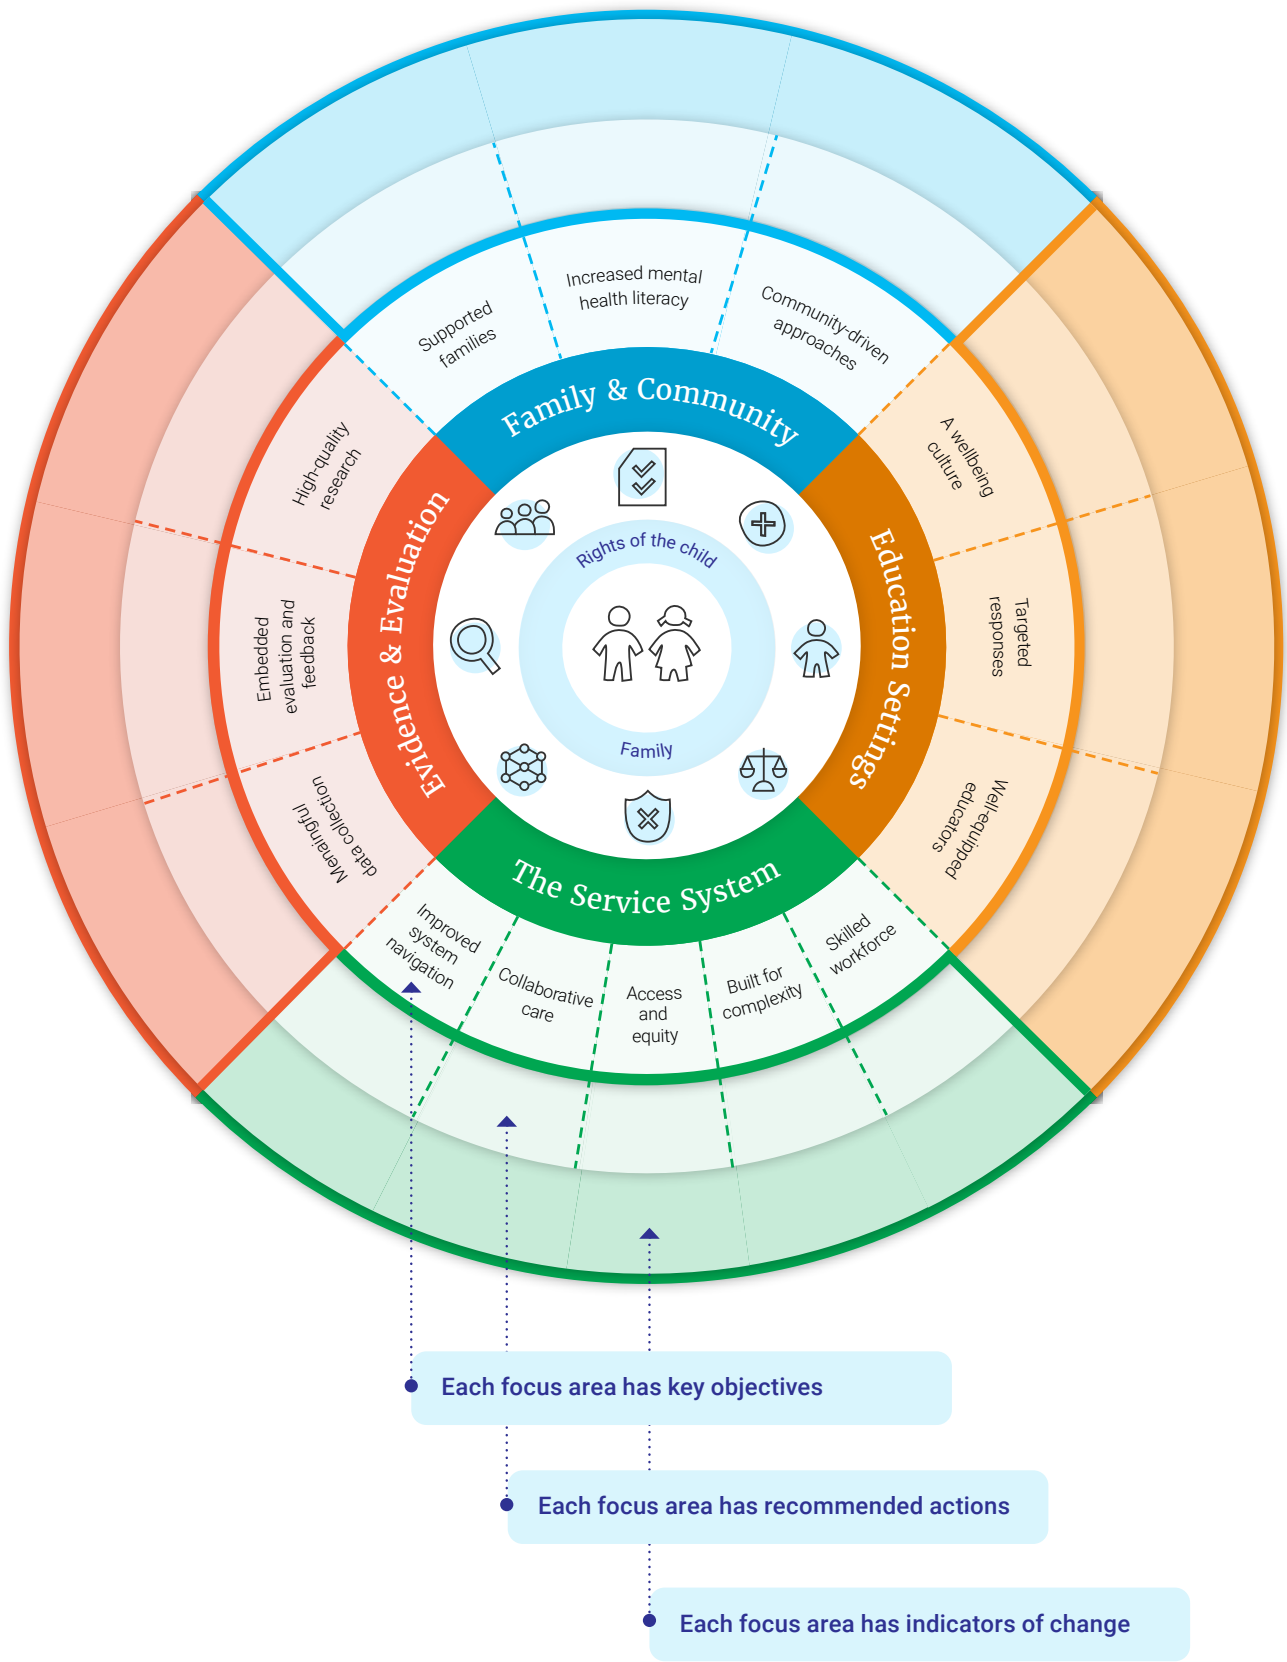 Increased mental
health literacy
Supported
families
Community-driven
approaches
Family & Community
High-quality
research
A wellbeing
culture
Evidence & Evaluation
Education Settings
Rights of the child
Family
Embedded
evaluation and
feedback
Targeted
responses
Menaingful
data collection
Well-equipped
educators
The Service System
Improved
system
navigation
Collaborative
care
Access
and
equity
Built for
complexity
Skilled
workforce
Each focus area has key objectives
Each focus area has recommended actions
Each focus area has indicators of change